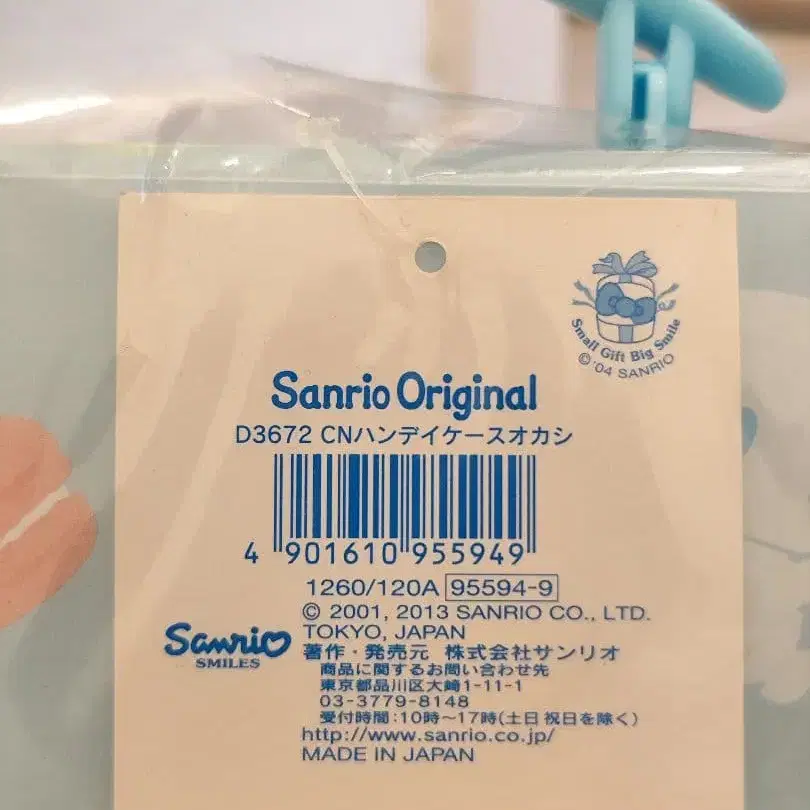 Small Gift Big Smile
©'04 SANRIO
Sanrio Original
D3672 CNハンデイケースオカシ
4 901610 955949
1260/120A 95594-9
© 2001, 2013 SANRIO CO., LTD.
TOKYO, JAPAN
Sanrio
SMILES
著作・発売元 株式会社サンリオ
商品に関するお問い合わせ先
東京都品川区大崎1-11-1
03-3779-8148
受付時間:10時~17時(土日祝日を除く)
http://www.sanrio.co.jp/
MADE IN JAPAN